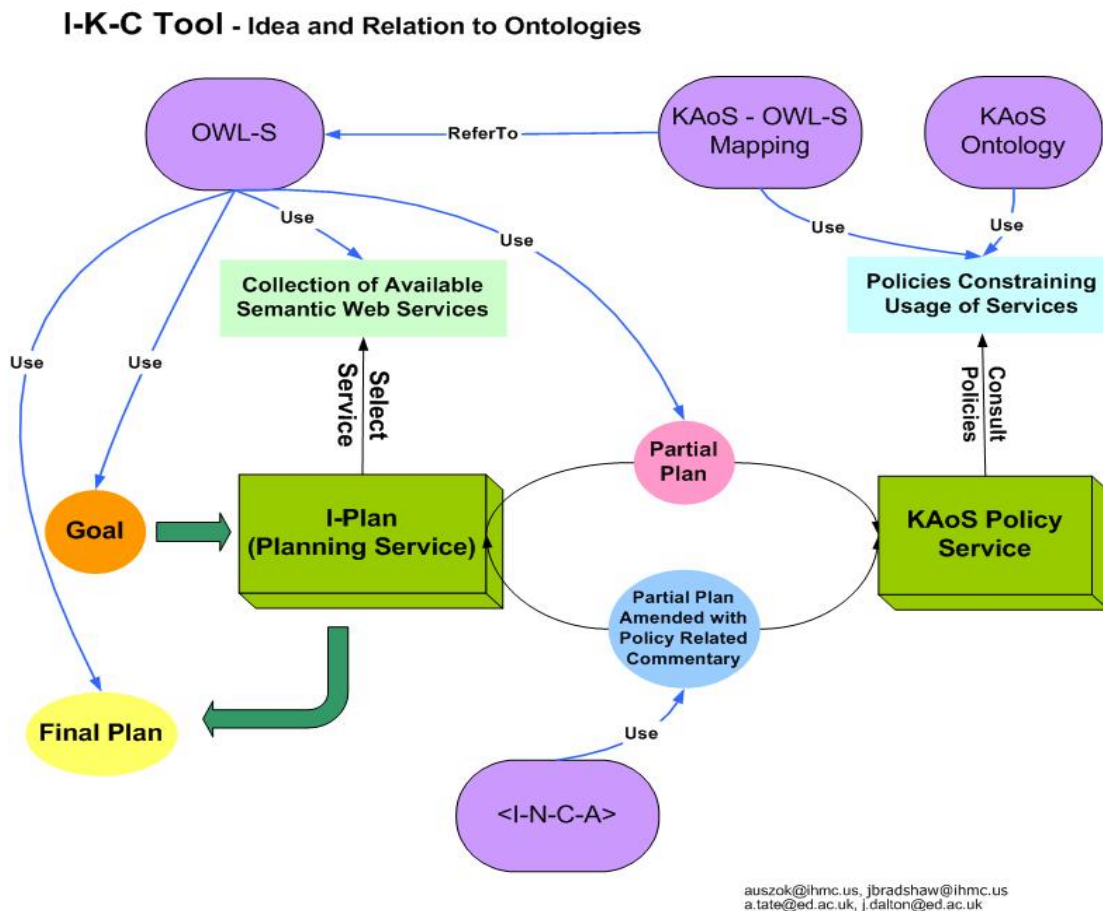 I-K-C Tool - Idea and Relation to Ontologies
OWL-S
ReferTo
KAoS - OWL-S
Mapping
KAoS
Ontology
Use
Use
Use
Use
Collection of Available
Semantic Web Services
Policies Constraining
Usage of Services
Use
Use
Select
Service
Consult
Policies
Partial
Plan
Goal
I-Plan
(Planning Service)
KAoS Policy
Service
Partial Plan
Amended with
Policy Related
Commentary
Final Plan
Use
<I-N-C-A>
auszok@ihmc.us, jbradshaw@ihmc.us
a.tate@ed.ac.uk, j.dalton@ed.ac.uk